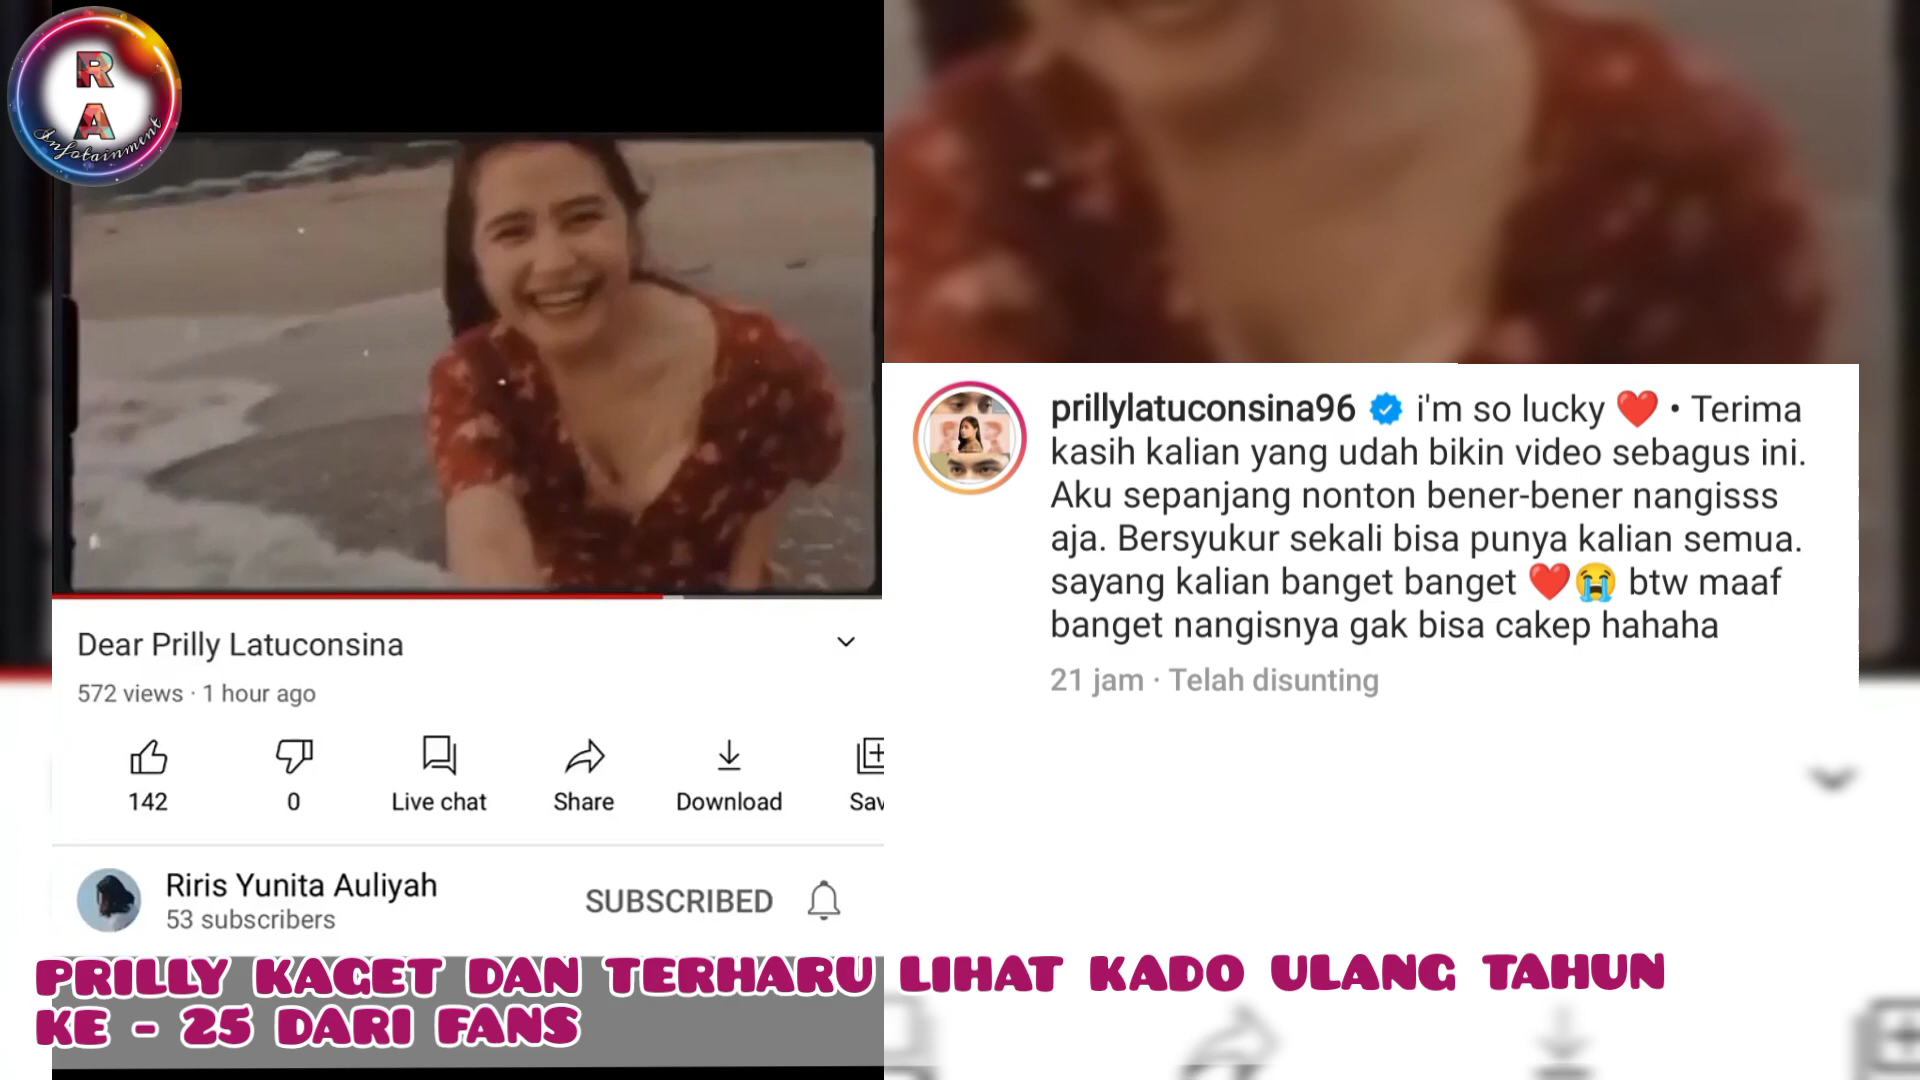 R
A
Infotainment
Dear Prilly Latuconsina
572 views · 1 hour ago
142
0
Live chat
Share
Download
Sav
Riris Yunita Auliyah
53 subscribers
SUBSCRIBED
prillylatuconsina96 i'm so lucky ❤️ • Terima
kasih kalian yang udah bikin video sebagus ini.
Aku sepanjang nonton bener-bener nangisss
aja. Bersyukur sekali bisa punya kalian semua.
sayang kalian banget banget ❤️😭 btw maaf
banget nangisnya gak bisa cakep hahaha
21 jam · Telah disunting
PRILLY KAGET DAN TERHARU LIHAT KADO ULANG TAHUN
KE - 25 DARI FANS